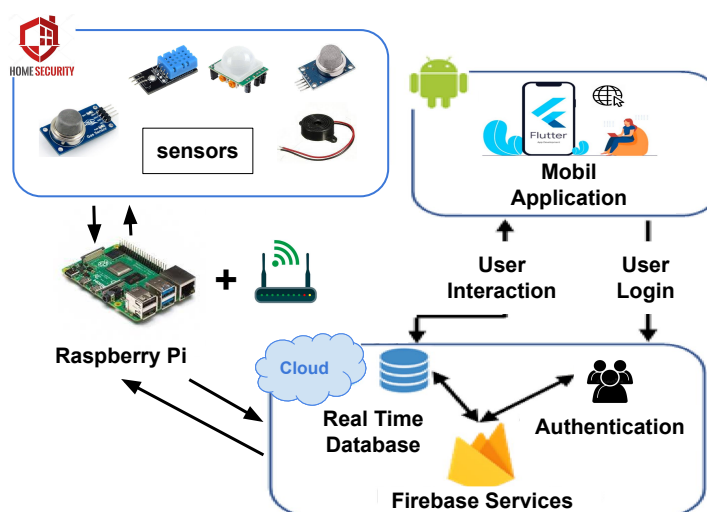 HOME SECURITY
sensors
Flutter
Mobil
Application
User
Interaction
User
Login
Raspberry Pi
+
Cloud
Real Time
Database
Authentication
Firebase Services